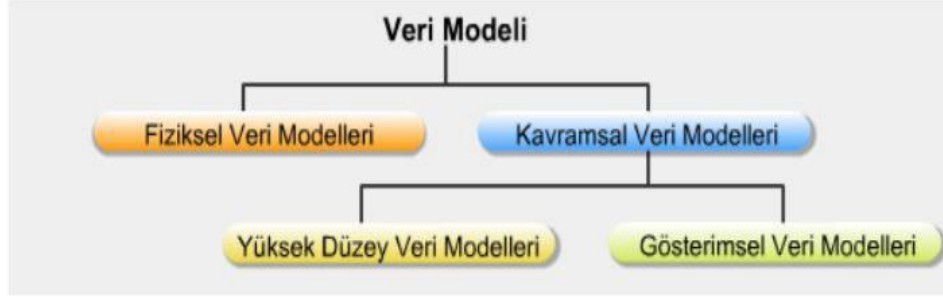 Veri Modeli
Fiziksel Veri Modelleri
Kavramsal Veri Modelleri
Yüksek Düzey Veri Modelleri
Gösterimsel Veri Modelleri